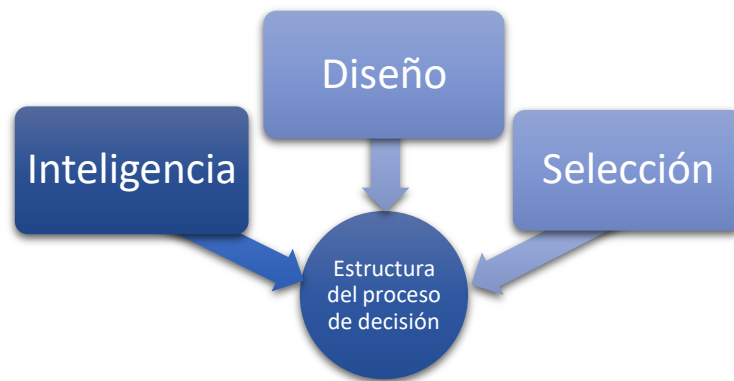 Diseño
Inteligencia
Selección
Estructura
del proceso
de decisión